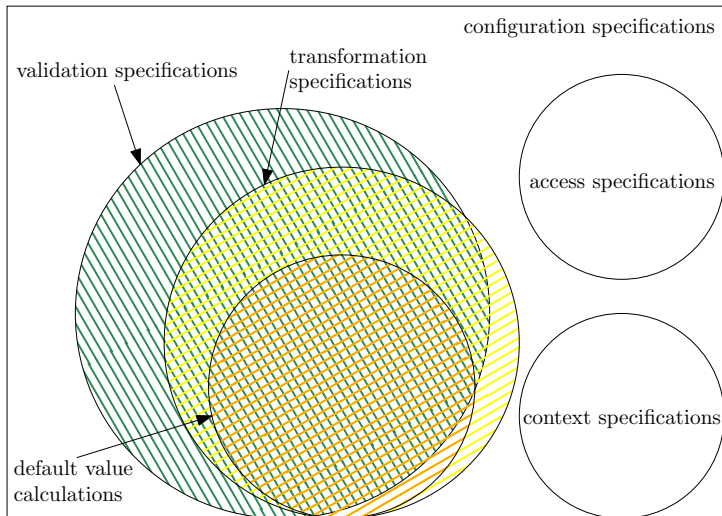 configuration specifications
validation specifications
transformation
specifications
access specifications
context specifications
default value
calculations